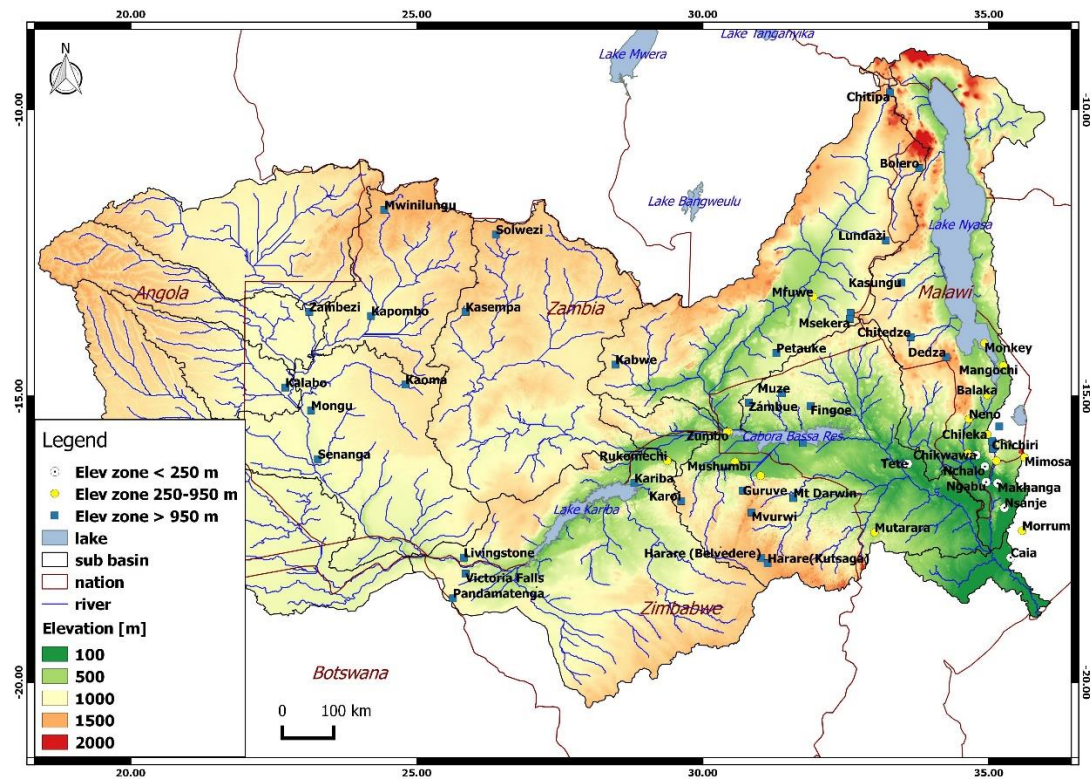 20.00
25.00
30.00
35.00
N
Lake Mwera
Lake Tanganyika
-10.00
-10.00
Chitipa
Bolero
Lake Bangweulu
Mwinilungu
Solwezi
Lundazi
Lake Nyasa
Angola
Zambezi
Kapombo
Kasempa
Zambia
Mfuwe
Kasungu
Malawi
Msekera
Chitedze
Petauke
Dedza
Monkey
Kabwe
Mangochi
Kalabo
Kaoma
Muze
Balaka
-15.00
-15.00
Mongu
Zambue
Fingoe
Neno
Zumbo
Cabora Bassa Res.
Chileka
Chichiri
Senanga
Rukomechi
Mushumbi
Tete
Chikwawa
Mimosa
Nchalo
Kariba
Ngabu
Makhanga
Karoi
Guruve
Mt Darwin
Nsanje
Lake Kariba
Mvurwi
Mutarara
Morrum
Livingstone
Harare (Belvedere)
Harare(Kutsaga)
Caia
Victoria Falls
Pandamatenga
Zimbabwe
Botswana
-20.00
-20.00
Legend
Elev zone < 250 m
Elev zone 250-950 m
Elev zone > 950 m
lake
sub basin
nation
river
Elevation [m]
100
500
1000
1500
2000
0 100 km
20.00
25.00
30.00
35.00